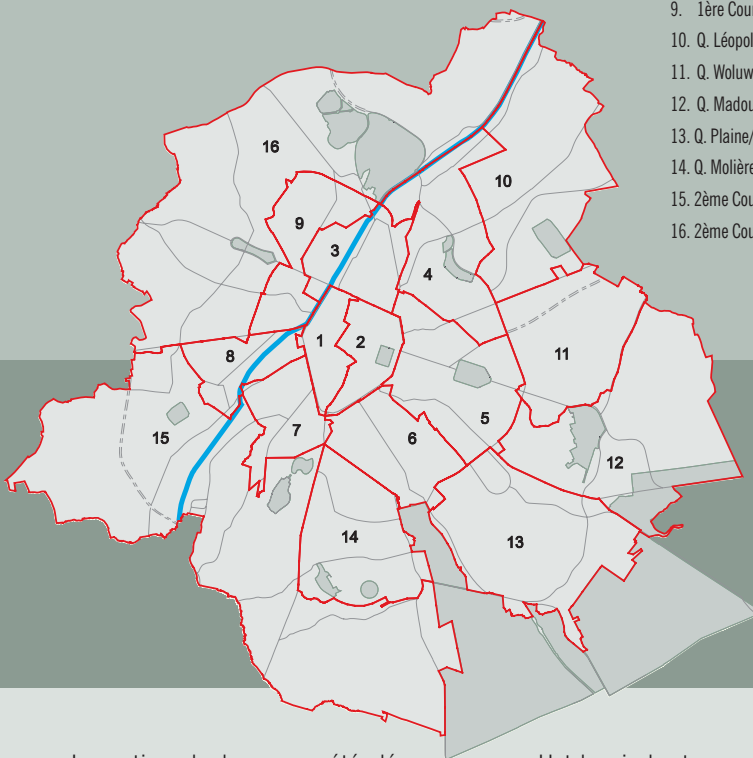 9. 1ère Cour
10. Q. Léopol
11. Q. Woluw
12. Q. Madou
13. Q. Plaine/
14. Q. Molière
15. 2ème Cou
16. 2ème Cou
16
10
9
3
4
1
2
11
8
5
7
6
15
12
14
13